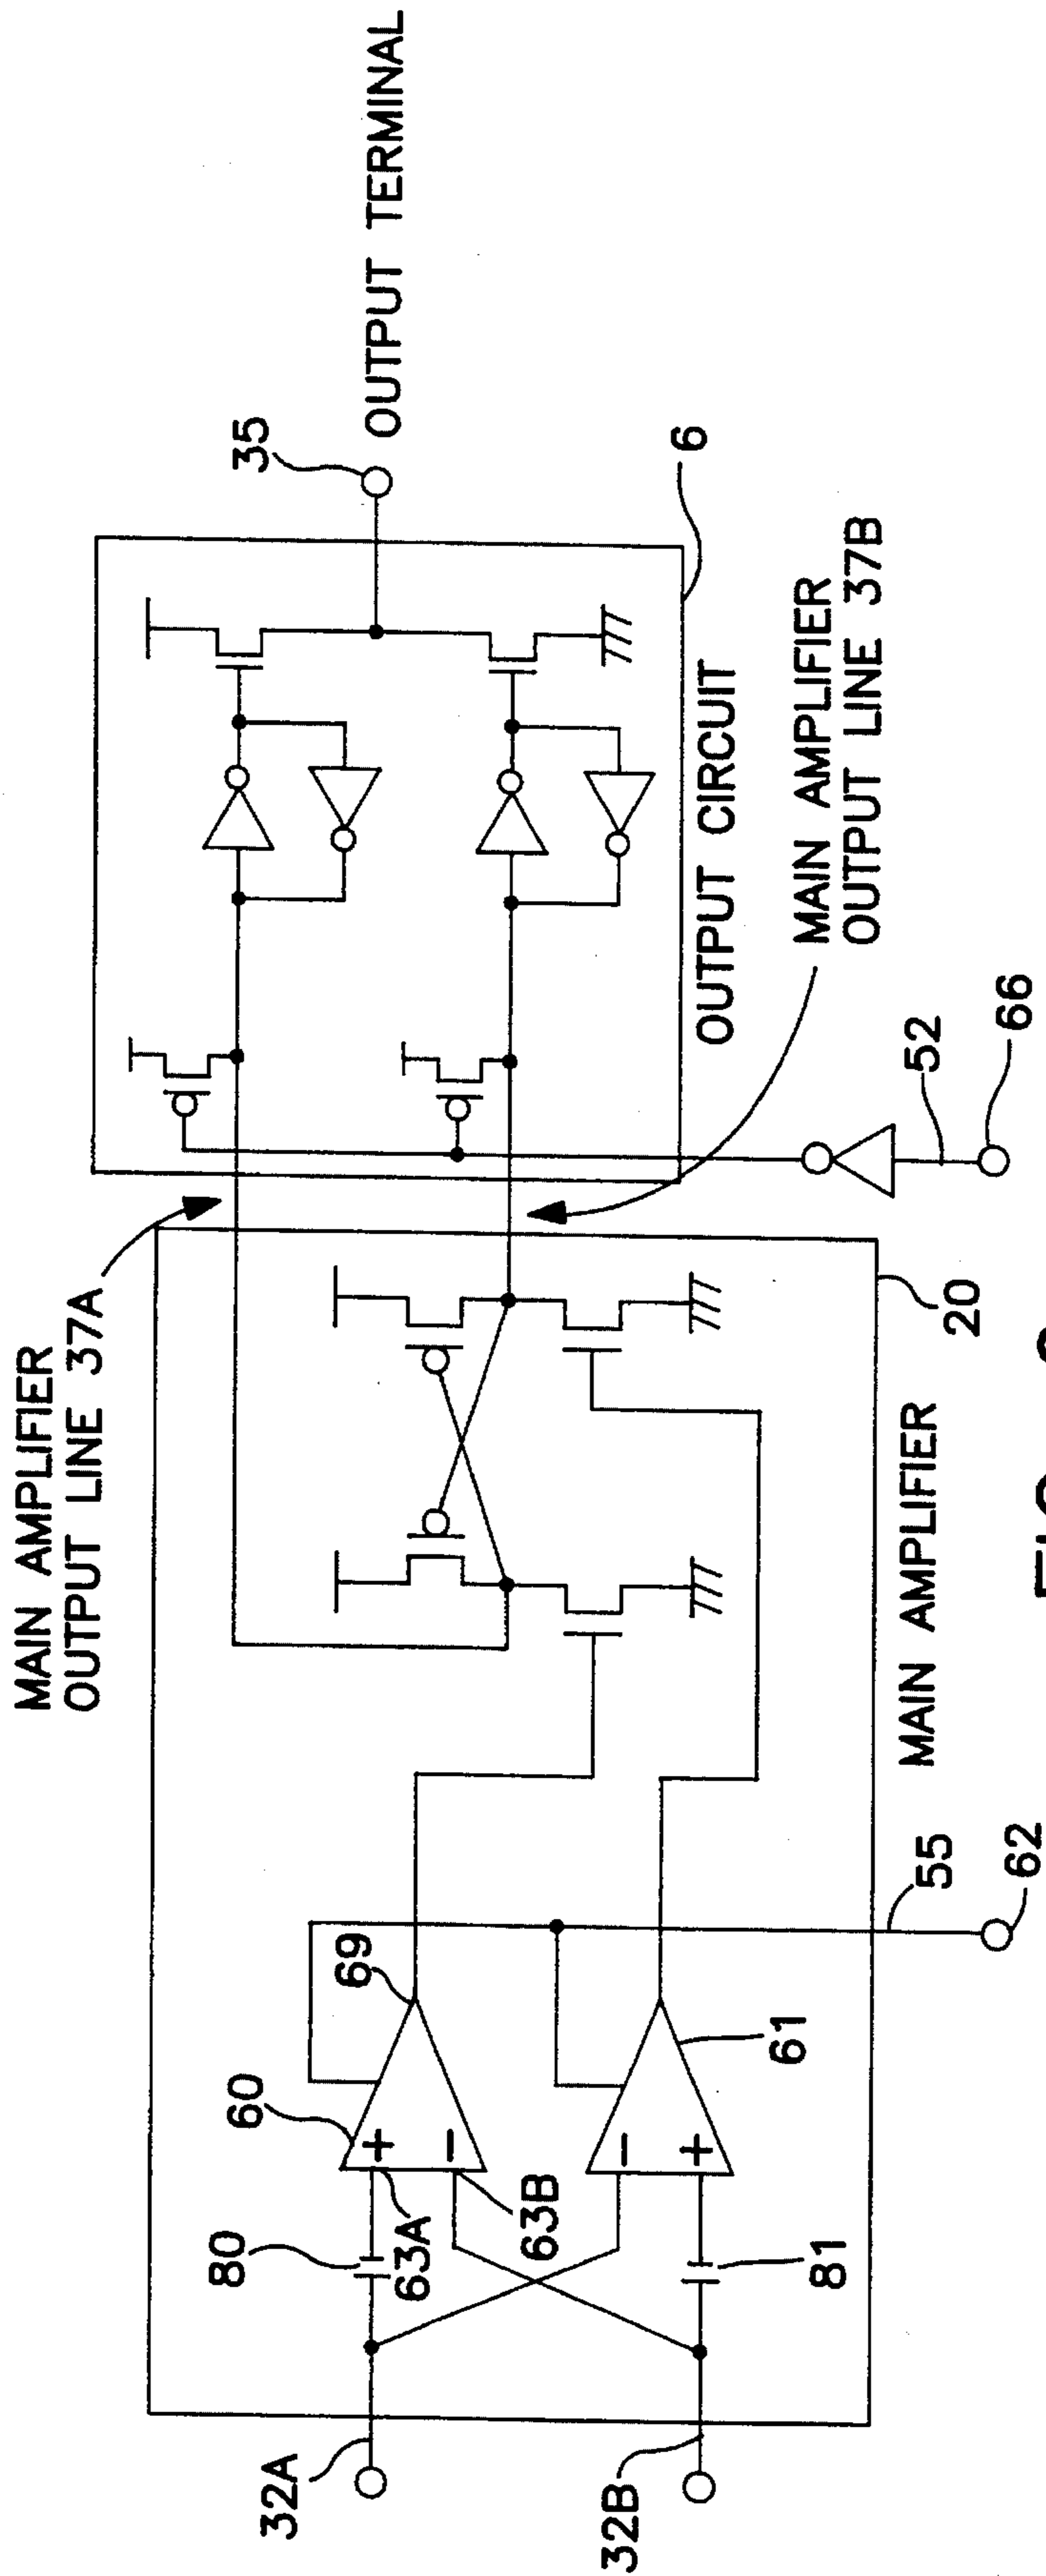 MAIN AMPLIFIER
OUTPUT LINE 37A
35
OUTPUT TERMINAL
6
OUTPUT CIRCUIT
MAIN AMPLIFIER
OUTPUT LINE 37B
52
66
20
MAIN AMPLIFIER
55
62
69
60
61
63A
63B
80
81
32A
32B
+
−
−
+